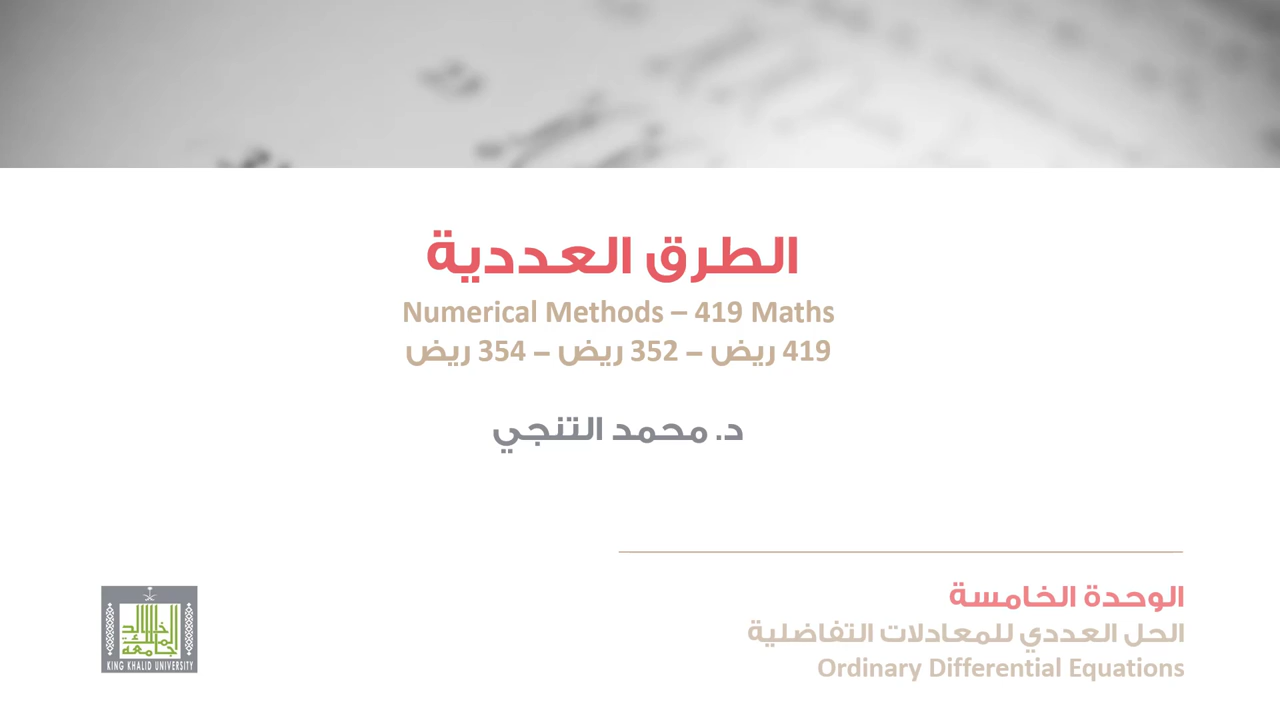 الطرق العددية
Numerical Methods – 419 Maths
419 ريض – 352 ريض – 354 ريض
د. محمد التنجي
الوحدة الخامسة
الحل العددي للمعادلات التفاضلية
Ordinary Differential Equations
جامعة الملك خالد
KING KHALID UNIVERSITY